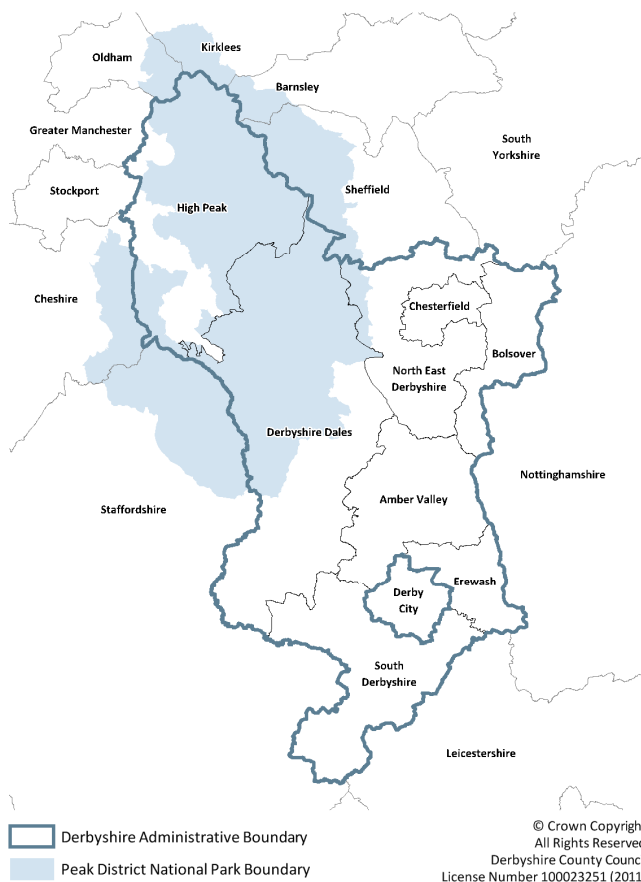 Kirklees
Oldham
Barnsley
Greater Manchester
South
Yorkshire
Stockport
Sheffield
High Peak
Cheshire
Chesterfield
Bolsover
North East
Derbyshire
Derbyshire Dales
Nottinghamshire
Amber Valley
Staffordshire
Erewash
Derby
City
South
Derbyshire
Leicestershire
Derbyshire Administrative Boundary
Peak District National Park Boundary
© Crown Copyrigh
All Rights Reserve
Derbyshire County Counc
License Number 100023251 (2011